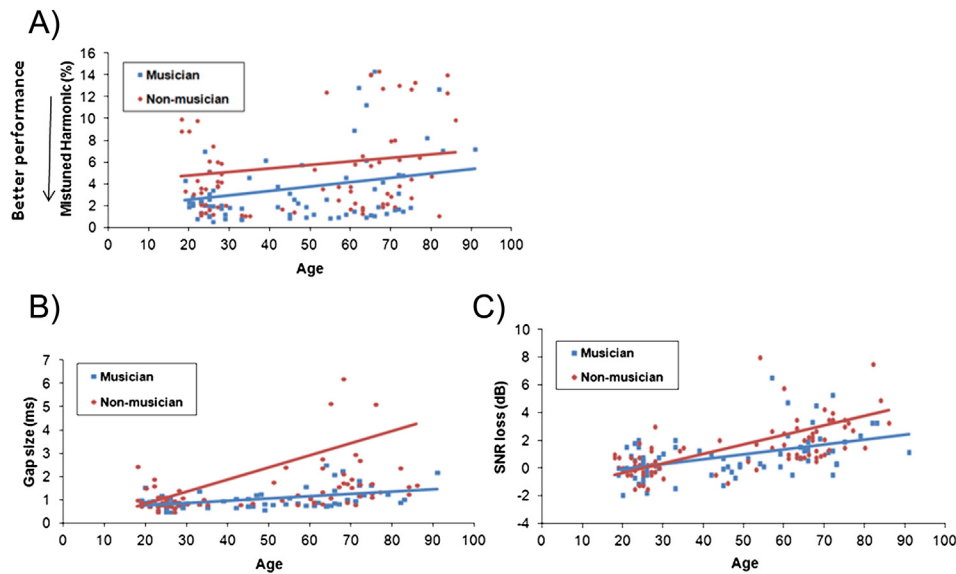 A)
Better performance
Mistuned Harmonic (%)
16
14
12
10
8
6
4
2
0
Musician
Non-musician
0 10 20 30 40 50 60 70 80 90 100
Age
B)
Gap size (ms)
7
6
5
4
3
2
1
0
Musician
Non-musician
0 10 20 30 40 50 60 70 80 90 100
Age
C)
SNR loss (dB)
10
8
6
4
2
0
-2
-4
Musician
Non-musician
0 10 20 30 40 50 60 70 80 90 100
Age